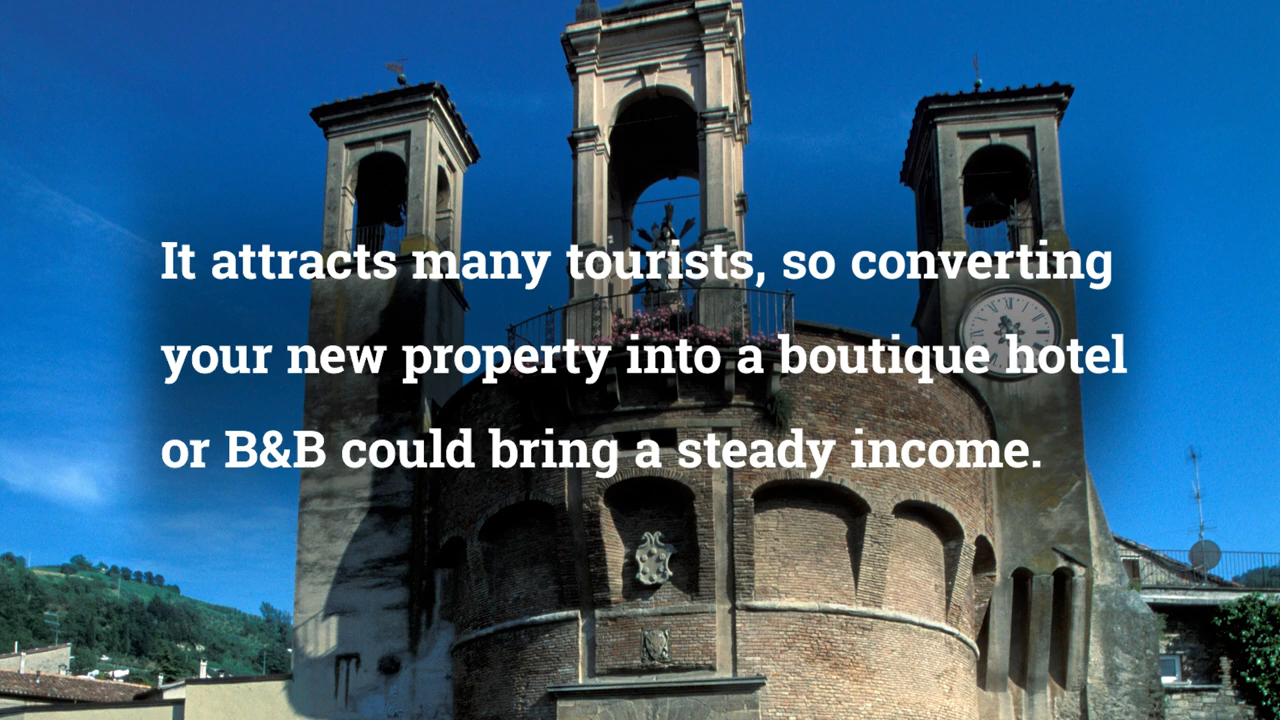 It attracts many tourists, so converting
your new property into a boutique hotel
or B&B could bring a steady income.